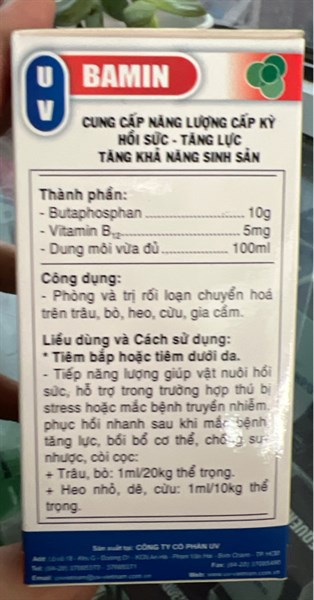 UV BAMIN
CUNG CẤP NĂNG LƯỢNG CẤP KỲ
HỒI SỨC - TĂNG LỰC
TĂNG KHẢ NĂNG SINH SẢN
Thành phần:
- Butaphosphan ........................ 10g
- Vitamin B₁₂ ........................ 5mg
- Dung môi vừa đủ ................ 100ml
Công dụng:
- Phòng và trị rối loạn chuyển hoá
trên trâu, bò, heo, cừu, gia cầm.
Liều dùng và Cách sử dụng:
* Tiêm bắp hoặc tiêm dưới da.
- Tiếp năng lượng giúp vật nuôi hồi
sức, hỗ trợ trong trường hợp thú bị
stress hoặc mắc bệnh truyền nhiễm,
phục hồi nhanh sau khi mắc bệnh,
tăng lực, bồi bổ cơ thể, chống suy
nhược, còi cọc:
+ Trâu, bò: 1ml/20kg thể trọng.
+ Heo nhỏ, dê, cừu: 1ml/10kg thể
trọng.
Sản xuất tại: CÔNG TY CỔ PHẦN UV